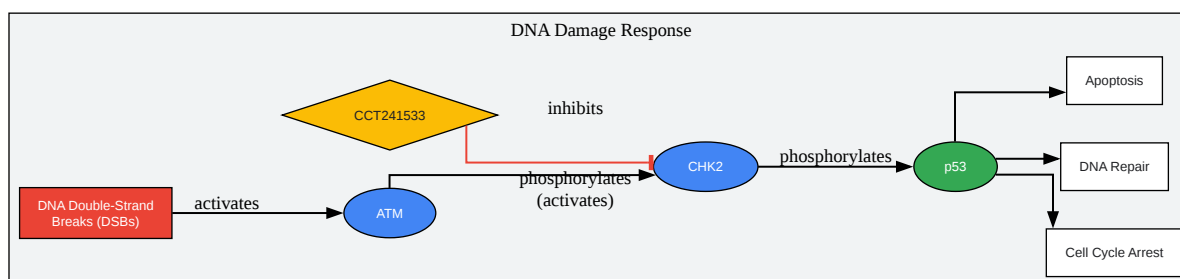 DNA Damage Response
Apoptosis
CCT241533
inhibits
phosphorylates
CHK2
p53
DNA Repair
phosphorylates
(activates)
DNA Double-Strand
Breaks (DSBs)
activates
ATM
Cell Cycle Arrest